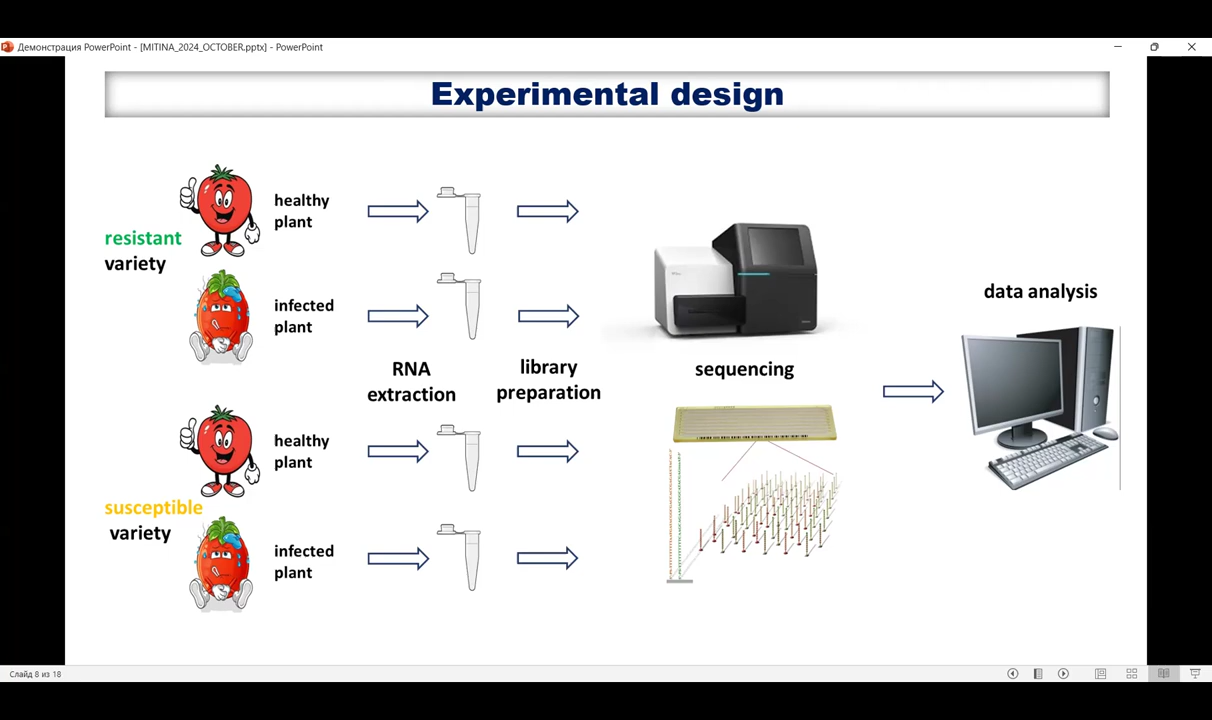 Демонстрация PowerPoint - [MITINA_2024_OCTOBER.pptx] - PowerPoint
Experimental design
healthy
plant
resistant
variety
infected
plant
RNA
extraction
library
preparation
sequencing
data analysis
healthy
plant
susceptible
variety
infected
plant
Слайд 8 из 18